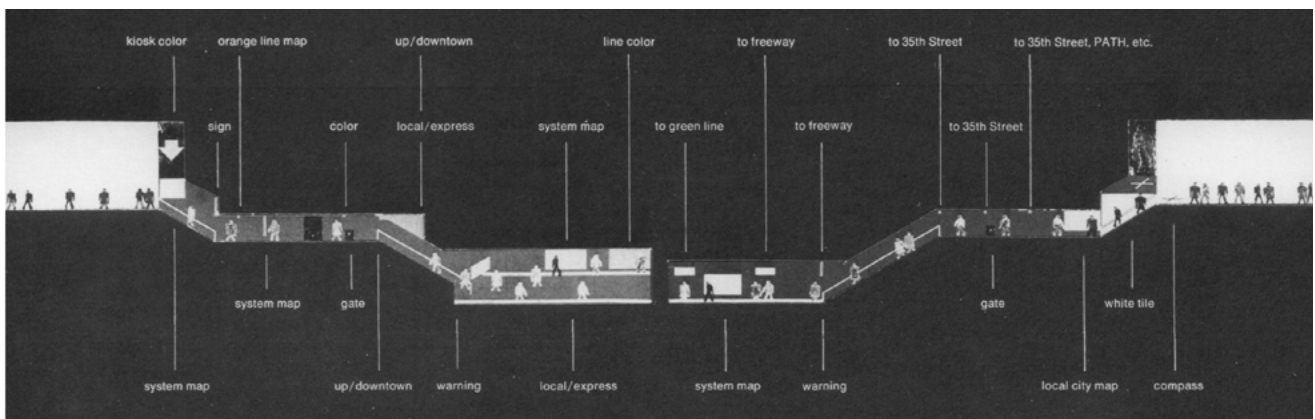 kiosk color
orange line map
up/downtown
line color
to freeway
to 35th Street
to 35th Street, PATH, etc.
sign
color
local/express
system map
to green line
to freeway
to 35th Street
system map
gate
gate
white tile
system map
up/downtown
warning
local/express
system map
warning
local city map
compass